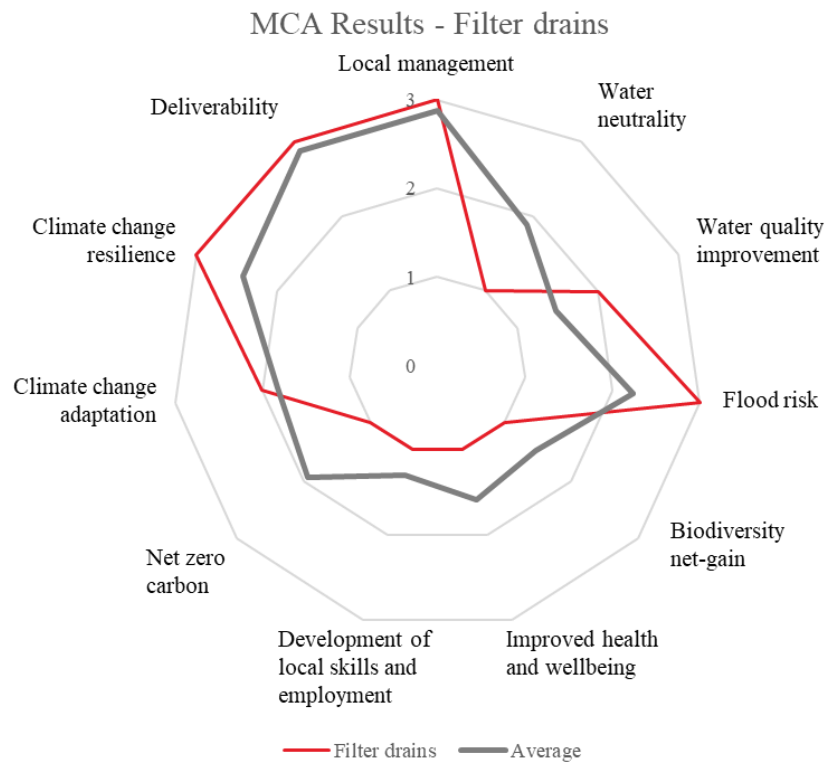 MCA Results - Filter drains
Local management
Deliverability
Water
neutrality
Climate change
resilience
Water quality
improvement
Climate change
adaptation
Flood risk
Net zero
carbon
Biodiversity
net-gain
Development of
local skills and
employment
Improved health
and wellbeing
3
2
1
0
Filter drains
Average